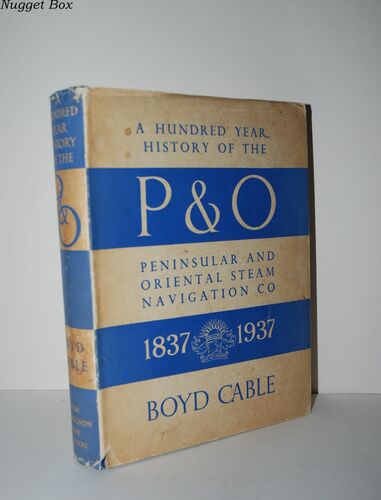 Nugget Box
A HUNDRED YEAR
HISTORY OF THE
P & O
PENINSULAR AND
ORIENTAL STEAM
NAVIGATION CO
1837 1937
BOYD CABLE
A
HUNDRED
YEAR
HISTORY
OF THE
P&O
BOYD
CABLE